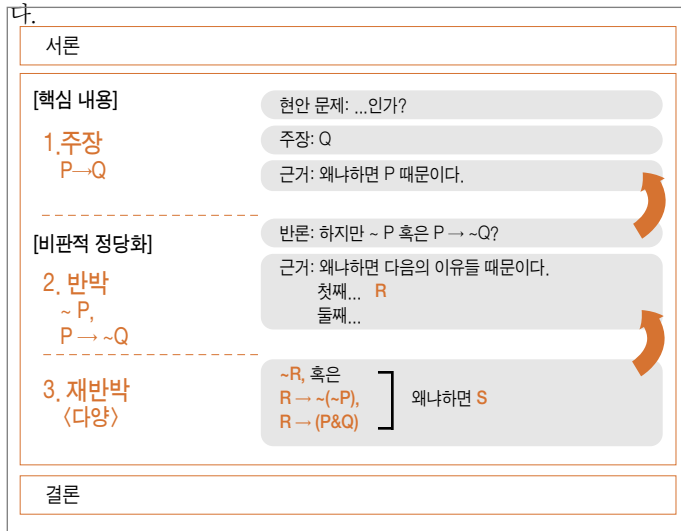 다.
서론
[핵심 내용]
현안 문제: ...인가?
1.주장
주장: Q
P→Q
근거: 왜냐하면 P 때문이다.
반론: 하지만 ~ P 혹은 P → ~Q?
[비판적 정당화]
근거: 왜냐하면 다음의 이유들 때문이다.
2. 반박
첫째... R
~ P,
둘째...
P → ~Q
3. 재반박
〈다양〉
~R, 혹은
R → ~(~P),
왜냐하면 S
R → (P&Q)
결론